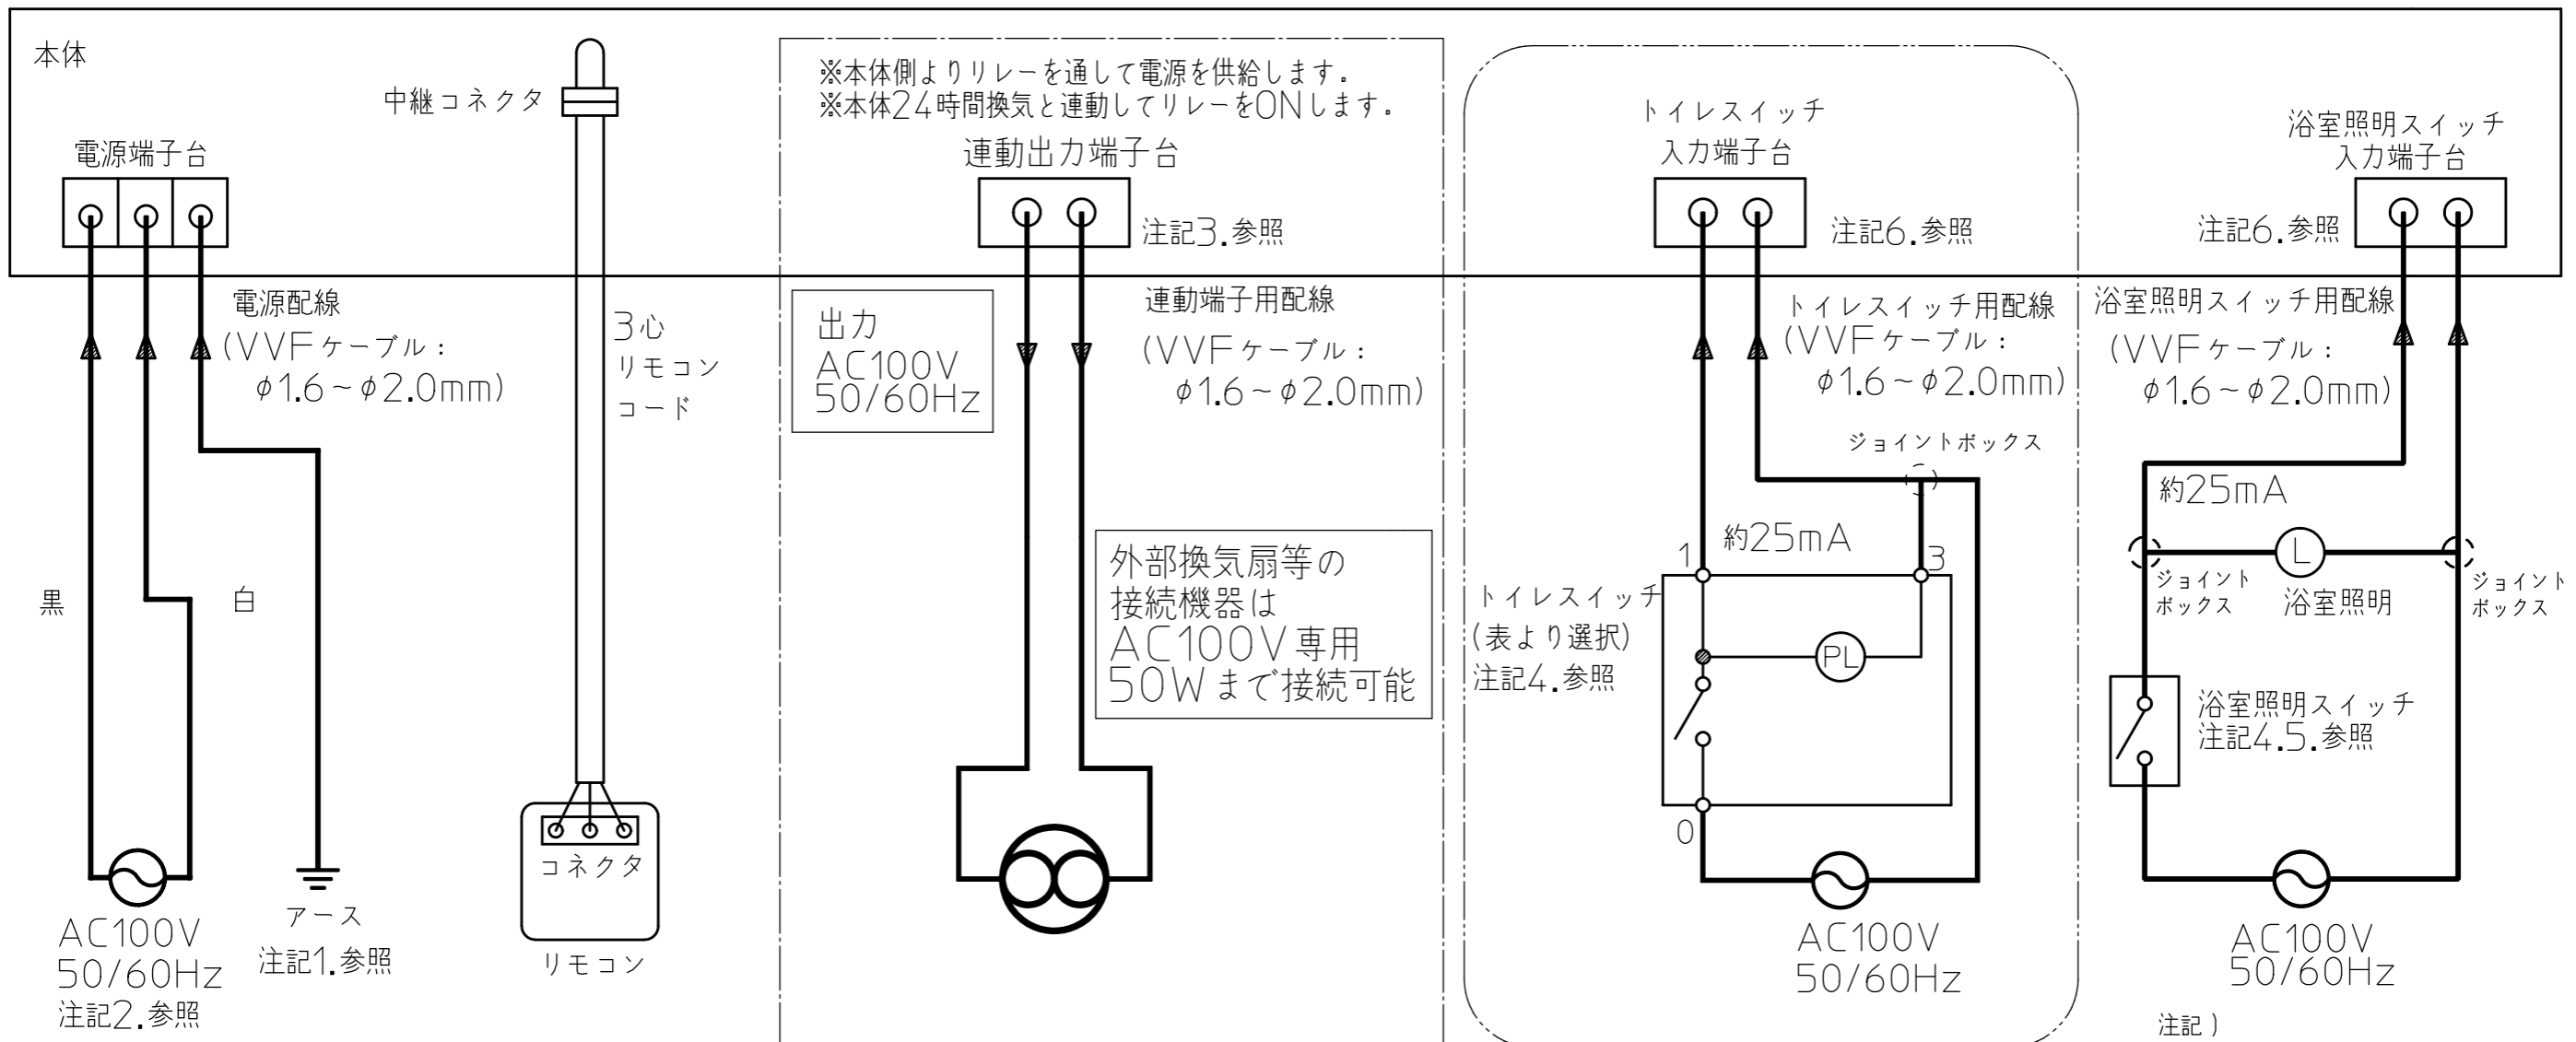 本体
中継コネクタ
電源端子台
電源配線
(VVFケーブル:
φ1.6~φ2.0mm)
黒
白
AC100V
50/60Hz
注記2.参照
アース
注記1.参照
3心
リモコン
コード
コネクタ
リモコン
※本体側よりリレーを通して電源を供給します。
※本体24時間換気と連動してリレーをONします。
連動出力端子台
注記3.参照
出力
AC100V
50/60Hz
連動端子用配線
(VVFケーブル:
φ1.6~φ2.0mm)
外部換気扇等の
接続機器は
AC100V専用
50Wまで接続可能
トイレスイッチ
入力端子台
注記6.参照
トイレスイッチ用配線
(VVFケーブル:
φ1.6~φ2.0mm)
ジョイントボックス
約25mA
1
3
トイレスイッチ
(表より選択)
注記4.参照
PL
0
AC100V
50/60Hz
浴室照明スイッチ
入力端子台
注記6.参照
浴室照明スイッチ用配線
(VVFケーブル:
φ1.6~φ2.0mm)
約25mA
L
ジョイント
ボックス
浴室照明
ジョイント
ボックス
浴室照明スイッチ
注記4.5.参照
AC100V
50/60Hz
注記)